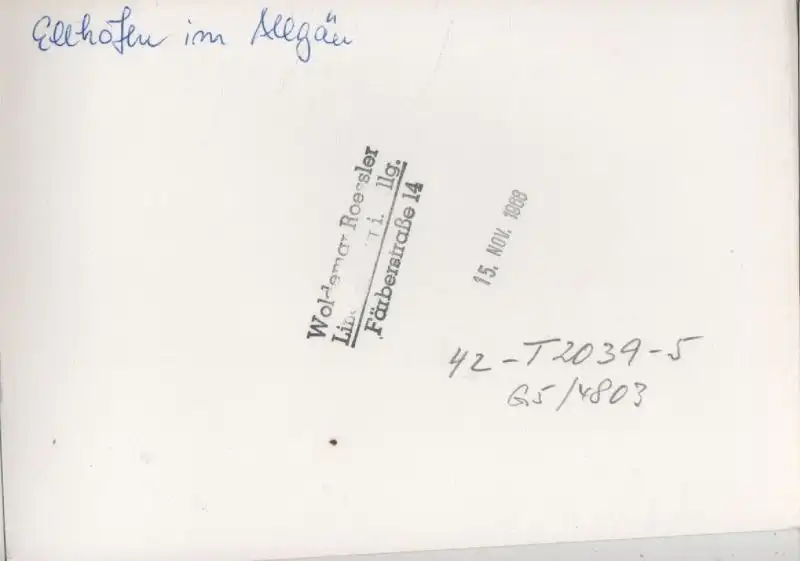 Ellhofen im Allgäu
Woldemar Roessler
Färberstraße 14
15. NOV. 1968
42-T2039-5
G5/4803